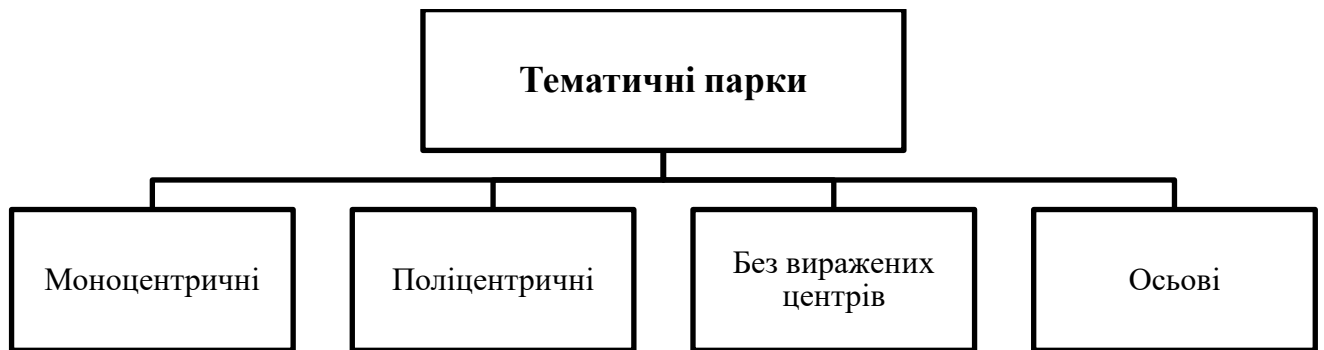 Тематичні парки
Моноцентричні
Поліцентричні
Без виражених
центрів
Осьові